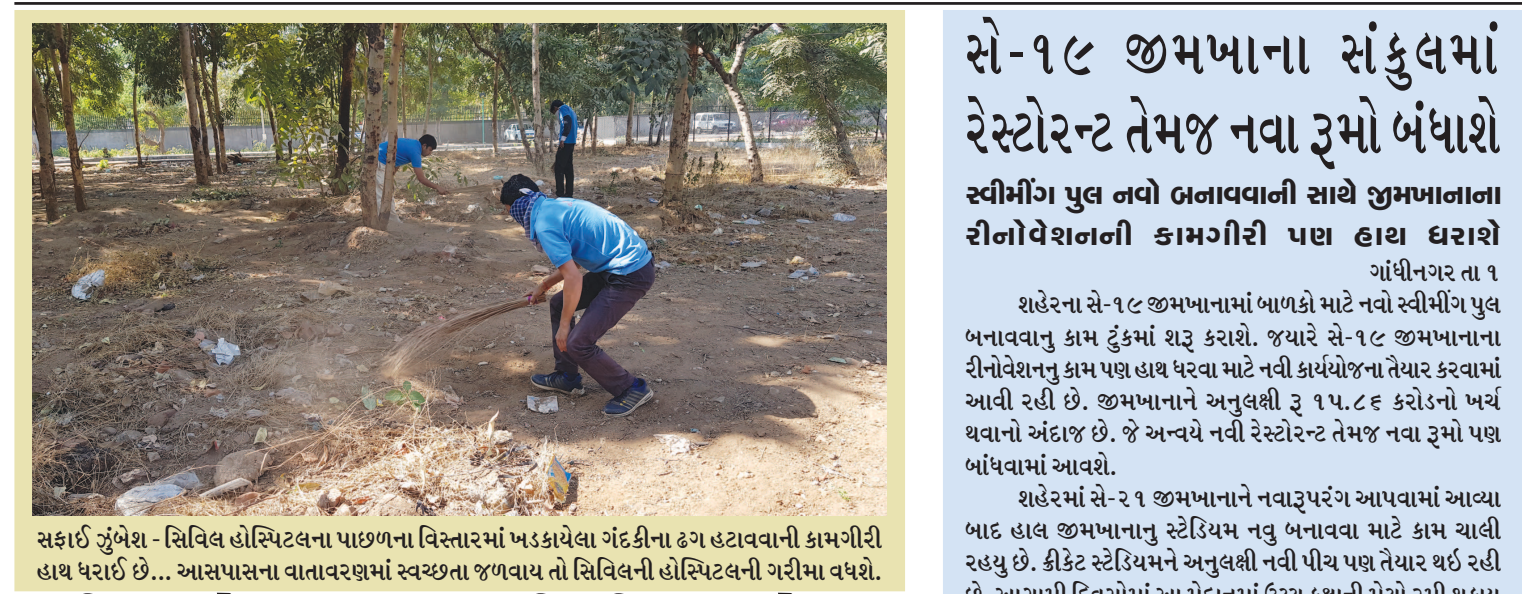 સફાઈ ઝુંબેશ - સિવિલ હોસ્પિટલના પાછળના વિસ્તારમાં ખડકાયેલા ગંદકીના ઢગ હટાવવાની કામગીરી
હાથ ધરાઈ છે... આસપાસના વાતાવરણમાં સ્વચ્છતા જળવાય તો સિવિલની હોસ્પિટલની ગરીમા વધશે.
સે-૧૯ જીમખાના સંકુલમાં
રેસ્ટોરન્ટ તેમજ નવા રૂમો બંધાશે
સ્વીમીંગ પુલ નવો બનાવવાની સાથે જીમખાનાના
રીનોવેશનની કામગીરી પણ હાથ ધરાશે
ગાંધીનગર તા ૧
શહેરના સે-૧૯ જીમખાનામાં બાળકો માટે નવો સ્વીમીંગ પુલ
બનાવવાનુ કામ ટુંકમાં શરૂ કરાશે. જયારે સે-૧૯ જીમખાનાના
રીનોવેશનનુ કામ પણ હાથ ધરવા માટે નવી કાર્યયોજના તૈયાર કરવામાં
આવી રહી છે. જીમખાનાને અનુલક્ષી રૂ ૧૫.૮૬ કરોડનો ખર્ચ
થવાનો અંદાજ છે. જે અન્વયે નવી રેસ્ટોરન્ટ તેમજ નવા રૂમો પણ
બાંધવામાં આવશે.
શહેરમાં સે-૨૧ જીમખાનાને નવારૂપરંગ આપવામાં આવ્યા
બાદ હાલ જીમખાનાનુ સ્ટેડિયમ નવુ બનાવવા માટે કામ ચાલી
રહયુ છે. ક્રીકેટ સ્ટેડિયમને અનુલક્ષી નવી પીચ પણ તૈયાર થઇ રહી